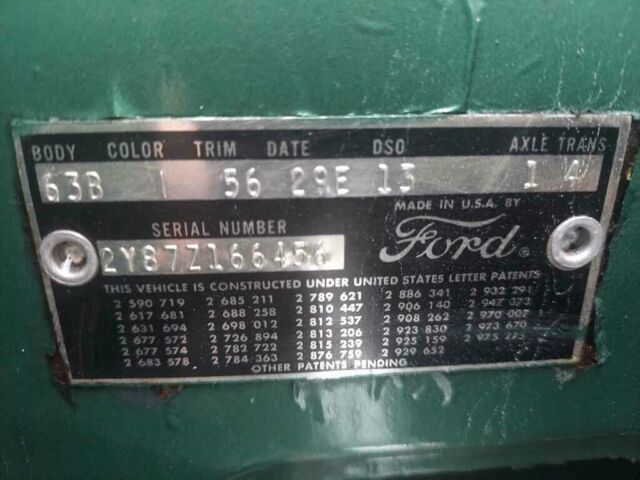 BODY COLOR TRIM DATE DSO AXLE TRANS
63B 1 56 29E 13 1 4
MADE IN U.S.A. BY
SERIAL NUMBER Ford ®
2Y87Z166456
THIS VEHICLE IS CONSTRUCTED UNDER UNITED STATES LETTER PATENTS
2 590 719 2 685 211 2 789 621 2 886 341 2 932 291
2 617 681 2 688 258 2 810 447 2 906 140 2 947 373
2 631 694 2 698 012 2 812 537 2 908 262 2 970 007
2 677 572 2 726 894 2 813 206 2 923 830 2 973 670
2 677 574 2 782 722 2 815 239 2 925 159 2 975
2 683 578 2 784 363 2 876 759 2 929 652
OTHER PATENTS PENDING